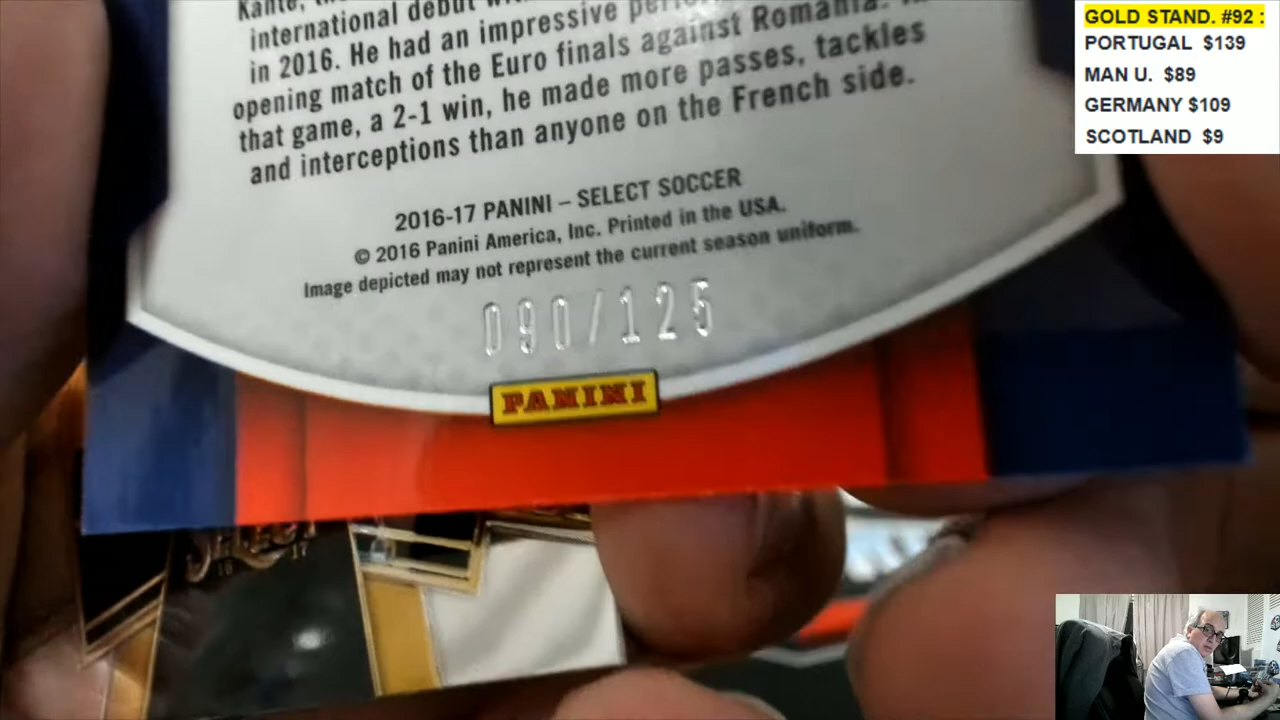 Kante,
international debut
in 2016. He had an impressive
opening match of the Euro finals against Romania.
that game, a 2-1 win, he made more passes, tackles
and interceptions than anyone on the French side.
2016-17 PANINI – SELECT SOCCER
© 2016 Panini America, Inc. Printed in the USA.
Image depicted may not represent the current season uniform.
090/125
PANINI
GOLD STAND. #92 :
PORTUGAL $139
MAN U. $89
GERMANY $109
SCOTLAND $9